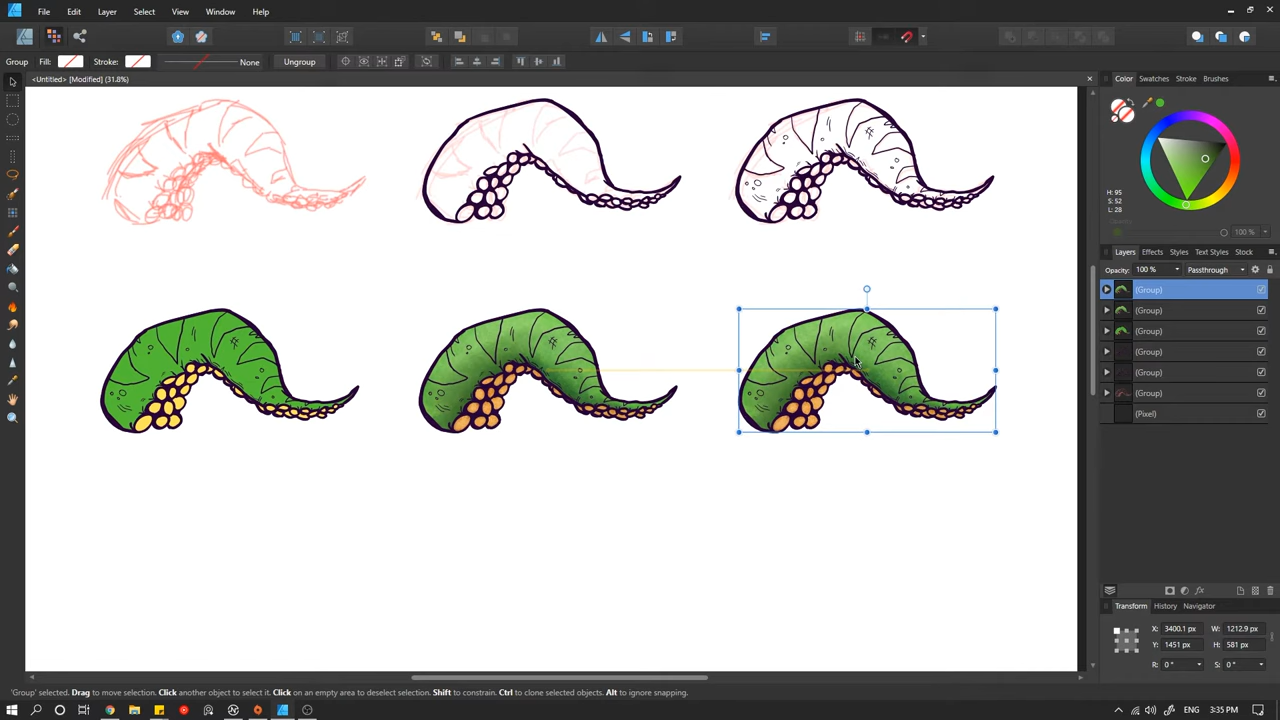 File Edit Layer Select View Window Help
Group Fill: Stroke: None Ungroup
<Untitled> [Modified] (31.8%)
Color Swatches Stroke Brushes
H: 95
S: 52
L: 28
Opacity
100 %
Layers Effects Styles Text Styles Stock
Opacity: 100 % Passthrough
(Group)
(Group)
(Group)
(Group)
(Group)
(Group)
(Pixel)
Transform History Navigator
X: 3400.1 px W: 1212.9 px
Y: 1451 px H: 581 px
R: 0 ° S: 0 °
'Group' selected. Drag to move selection. Click another object to select it. Click on an empty area to deselect selection. Shift to constrain. Ctrl to clone selected objects. Alt to ignore snapping.
3:35 PM